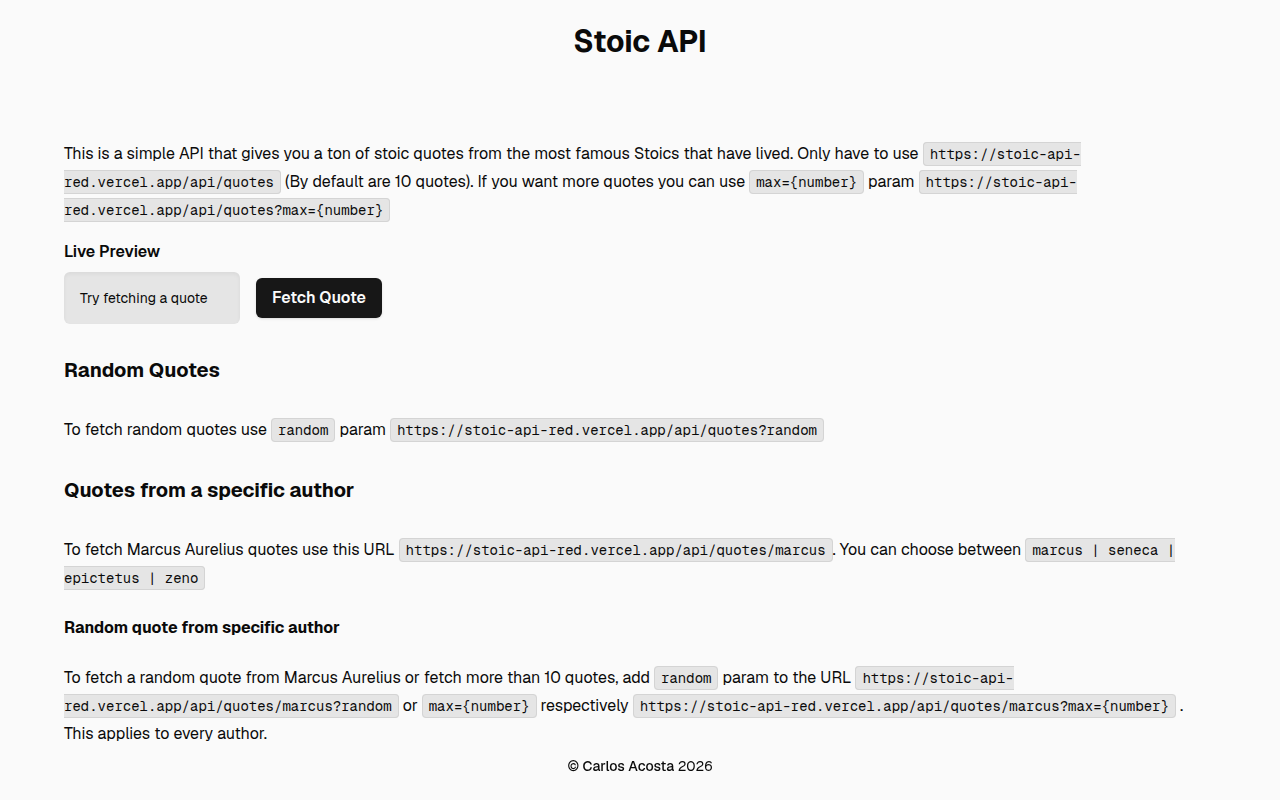 Stoic API
This is a simple API that gives you a ton of stoic quotes from the most famous Stoics that have lived. Only have to use https://stoic-api-
red.vercel.app/api/quotes (By default are 10 quotes). If you want more quotes you can use max={number} param https://stoic-api-
red.vercel.app/api/quotes?max={number}
Live Preview
Try fetching a quote Fetch Quote
Random Quotes
To fetch random quotes use random param https://stoic-api-red.vercel.app/api/quotes?random
Quotes from a specific author
To fetch Marcus Aurelius quotes use this URL https://stoic-api-red.vercel.app/api/quotes/marcus. You can choose between marcus | seneca |
epictetus | zeno
Random quote from specific author
To fetch a random quote from Marcus Aurelius or fetch more than 10 quotes, add random param to the URL https://stoic-api-
red.vercel.app/api/quotes/marcus?random or max={number} respectively https://stoic-api-red.vercel.app/api/quotes/marcus?max={number} .
This applies to every author.
© Carlos Acosta 2026